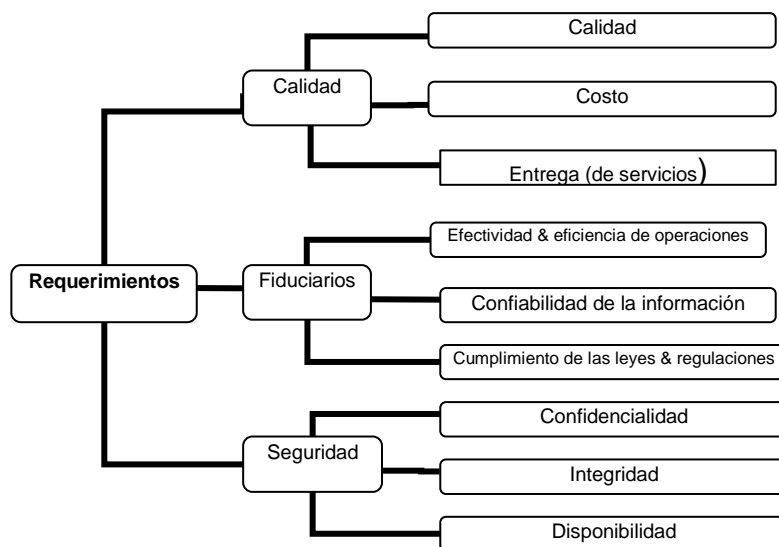 Calidad
Calidad
Costo
Entrega (de servicios)
Efectividad & eficiencia de operaciones
Requerimientos
Fiduciarios
Confiabilidad de la información
Cumplimiento de las leyes & regulaciones
Confidencialidad
Seguridad
Integridad
Disponibilidad